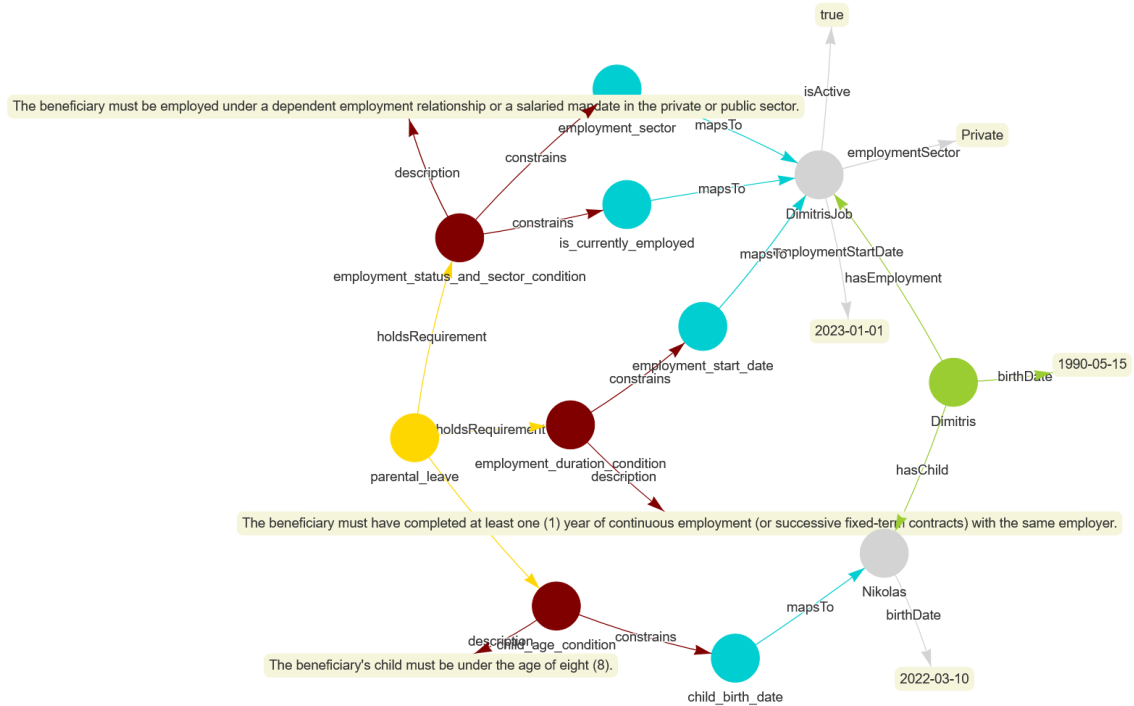 true
isActive
The beneficiary must be employed under a dependent employment relationship or a salaried mandate in the private or public sector.
employment_sector
mapsTo
Private
employmentSector
constrains
description
mapsTo
DimitrisJob
constrains
is_currently_employed
mapsTo
employmentStartDate
employment_status_and_sector_condition
hasEmployment
2023-01-01
holdsRequirement
employment_start_date
1990-05-15
birthDate
constrains
Dimitris
holdsRequirement
employment_duration_condition
parental_leave
description
hasChild
The beneficiary must have completed at least one (1) year of continuous employment (or successive fixed-term contracts) with the same employer.
Nikolas
mapsTo
birthDate
description
child_age_condition
constrains
The beneficiary's child must be under the age of eight (8).
2022-03-10
child_birth_date